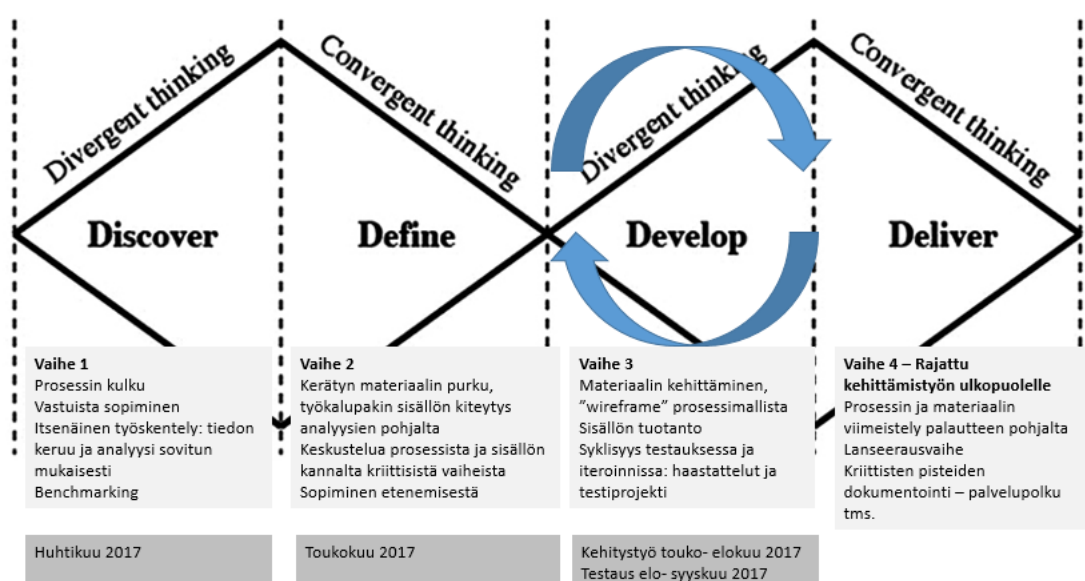 Divergent thinking
Convergent thinking
Divergent thinking
Convergent thinking
Discover
Define
Develop
Deliver
Vaihe 1
Prosessin kulku
Vastuista sopiminen
Itsenäinen työskentely: tiedon
keruu ja analyysi sovitun
mukaisesti
Benchmarking
Vaihe 2
Kerätyn materiaalin purku,
työkalupakin sisällön kiteytys
analyysien pohjalta
Keskustelua prosessista ja sisällön
kannalta kriittisistä vaiheista
Sopiminen etenemisestä
Vaihe 3
Materiaalin kehittäminen,
”wireframe” prosessimallista
Sisällön tuotanto
Syklisyys testauksessa ja
iteroinnissa: haastattelut ja
testiprojekti
Vaihe 4 – Rajattu
kehittämistyön ulkopuolelle
Prosessin ja materiaalin
viimeistely palautteen pohjalta
Lanseerausvaihe
Kriittisten pisteiden
dokumentointi – palvelupolku
tms.
Huhtikuu 2017
Toukokuu 2017
Kehitystyö touko- elokuu 2017
Testaus elo- syyskuu 2017